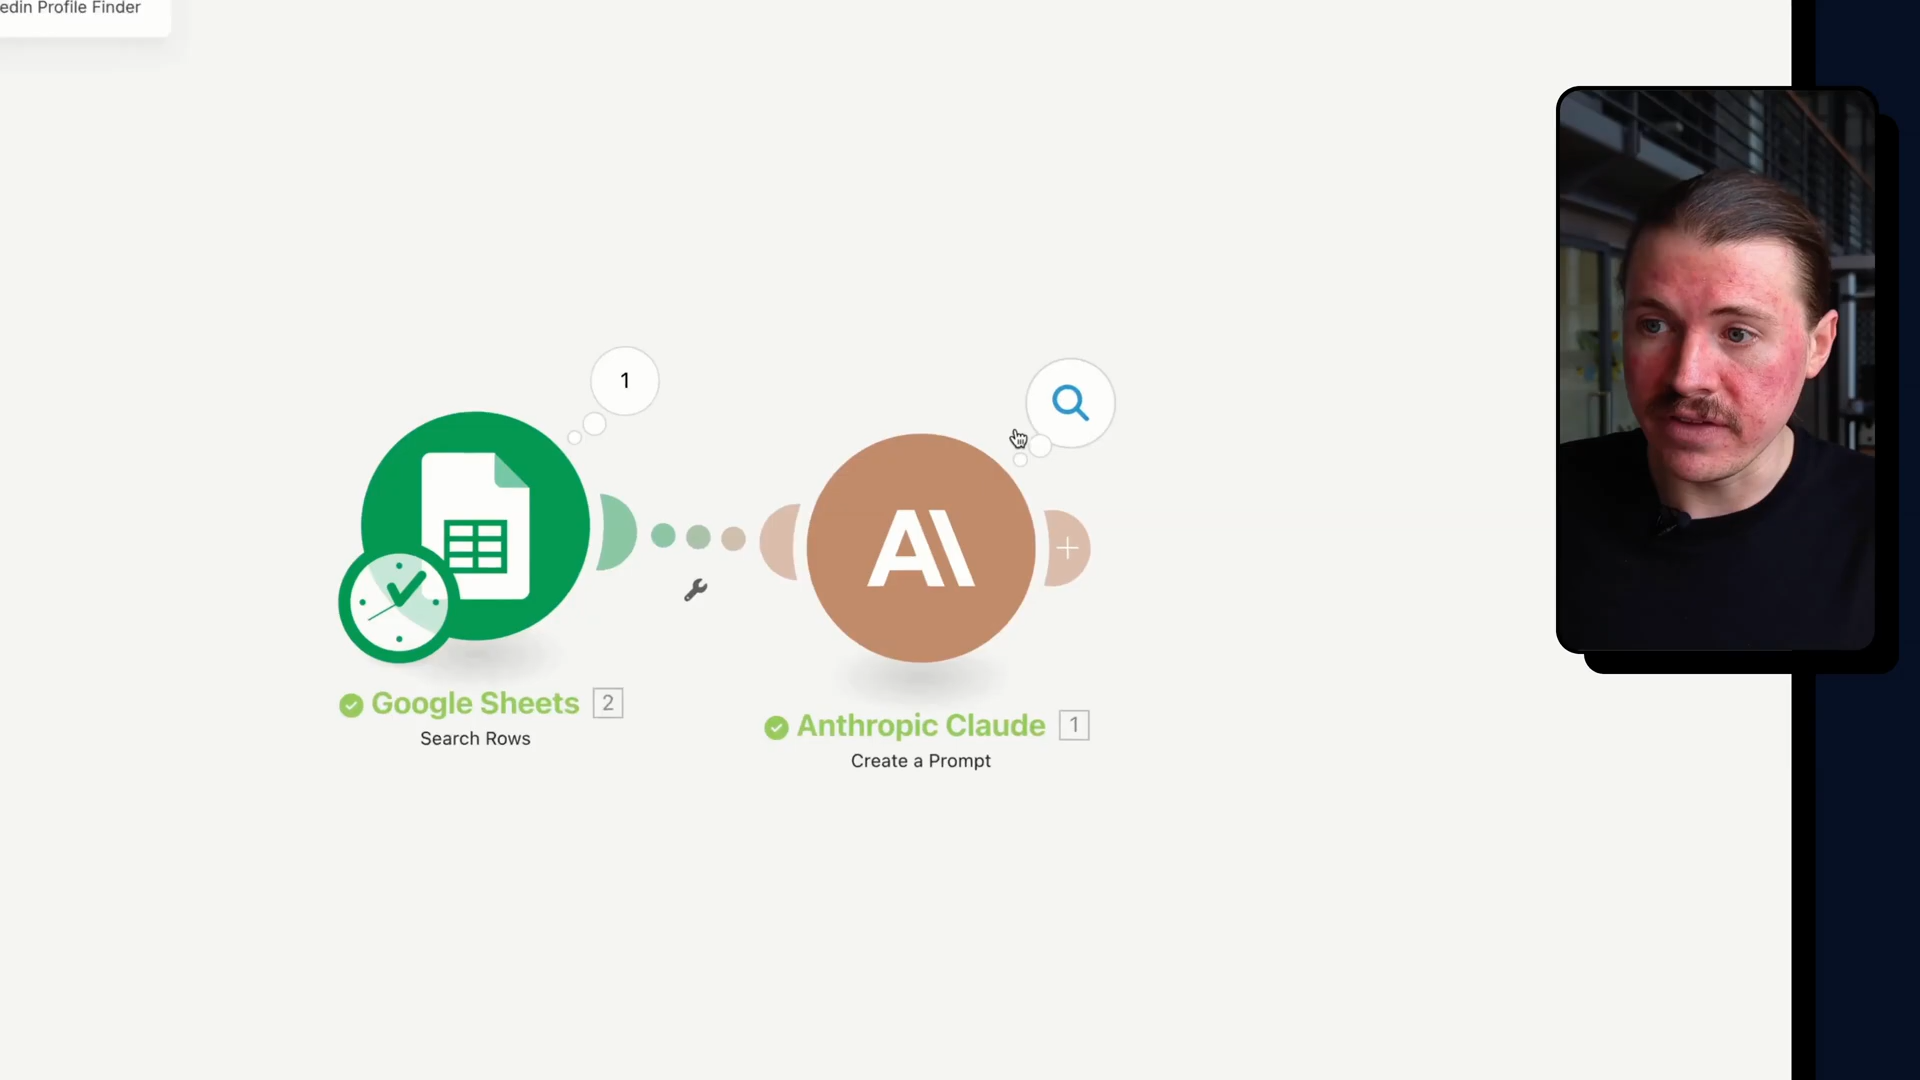 edin Profile Finder
1
Google Sheets 2
Search Rows
Anthropic Claude 1
Create a Prompt